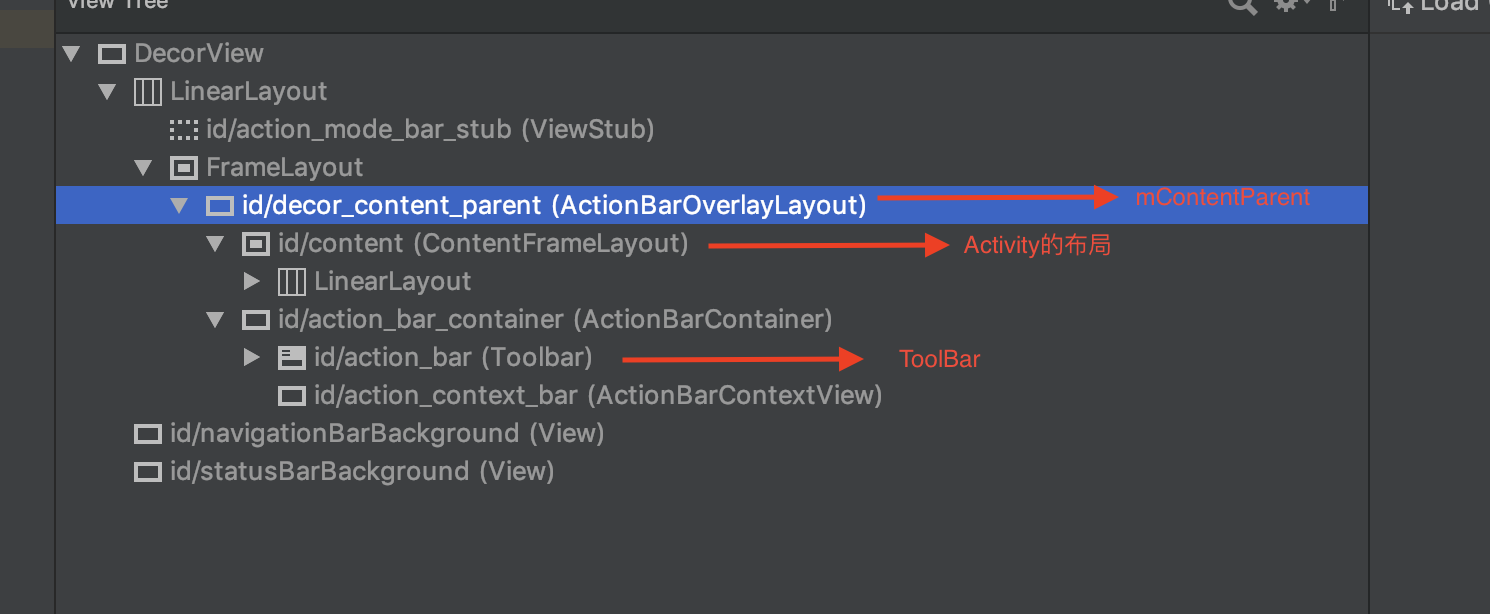 View Tree
Load
DecorView
LinearLayout
id/action_mode_bar_stub (ViewStub)
FrameLayout
id/decor_content_parent (ActionBarOverlayLayout) mContentParent
id/content (ContentFrameLayout) Activity的布局
LinearLayout
id/action_bar_container (ActionBarContainer)
id/action_bar (Toolbar) ToolBar
id/action_context_bar (ActionBarContextView)
id/navigationBarBackground (View)
id/statusBarBackground (View)